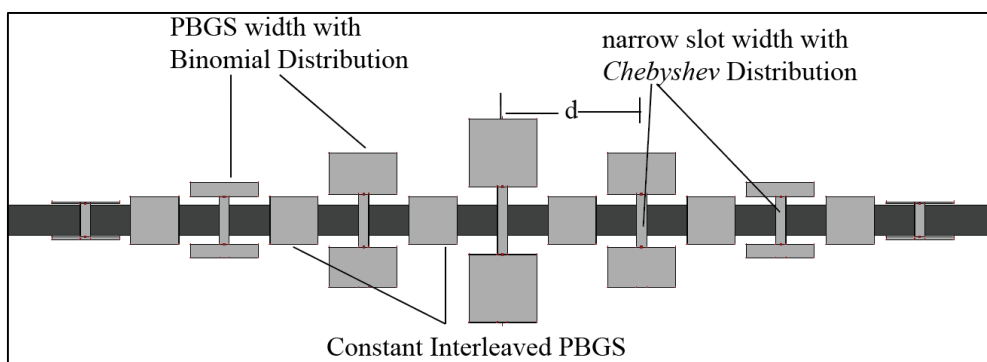 PBGS width with
Binomial Distribution
narrow slot width with
Chebyshev Distribution
d
Constant Interleaved PBGS